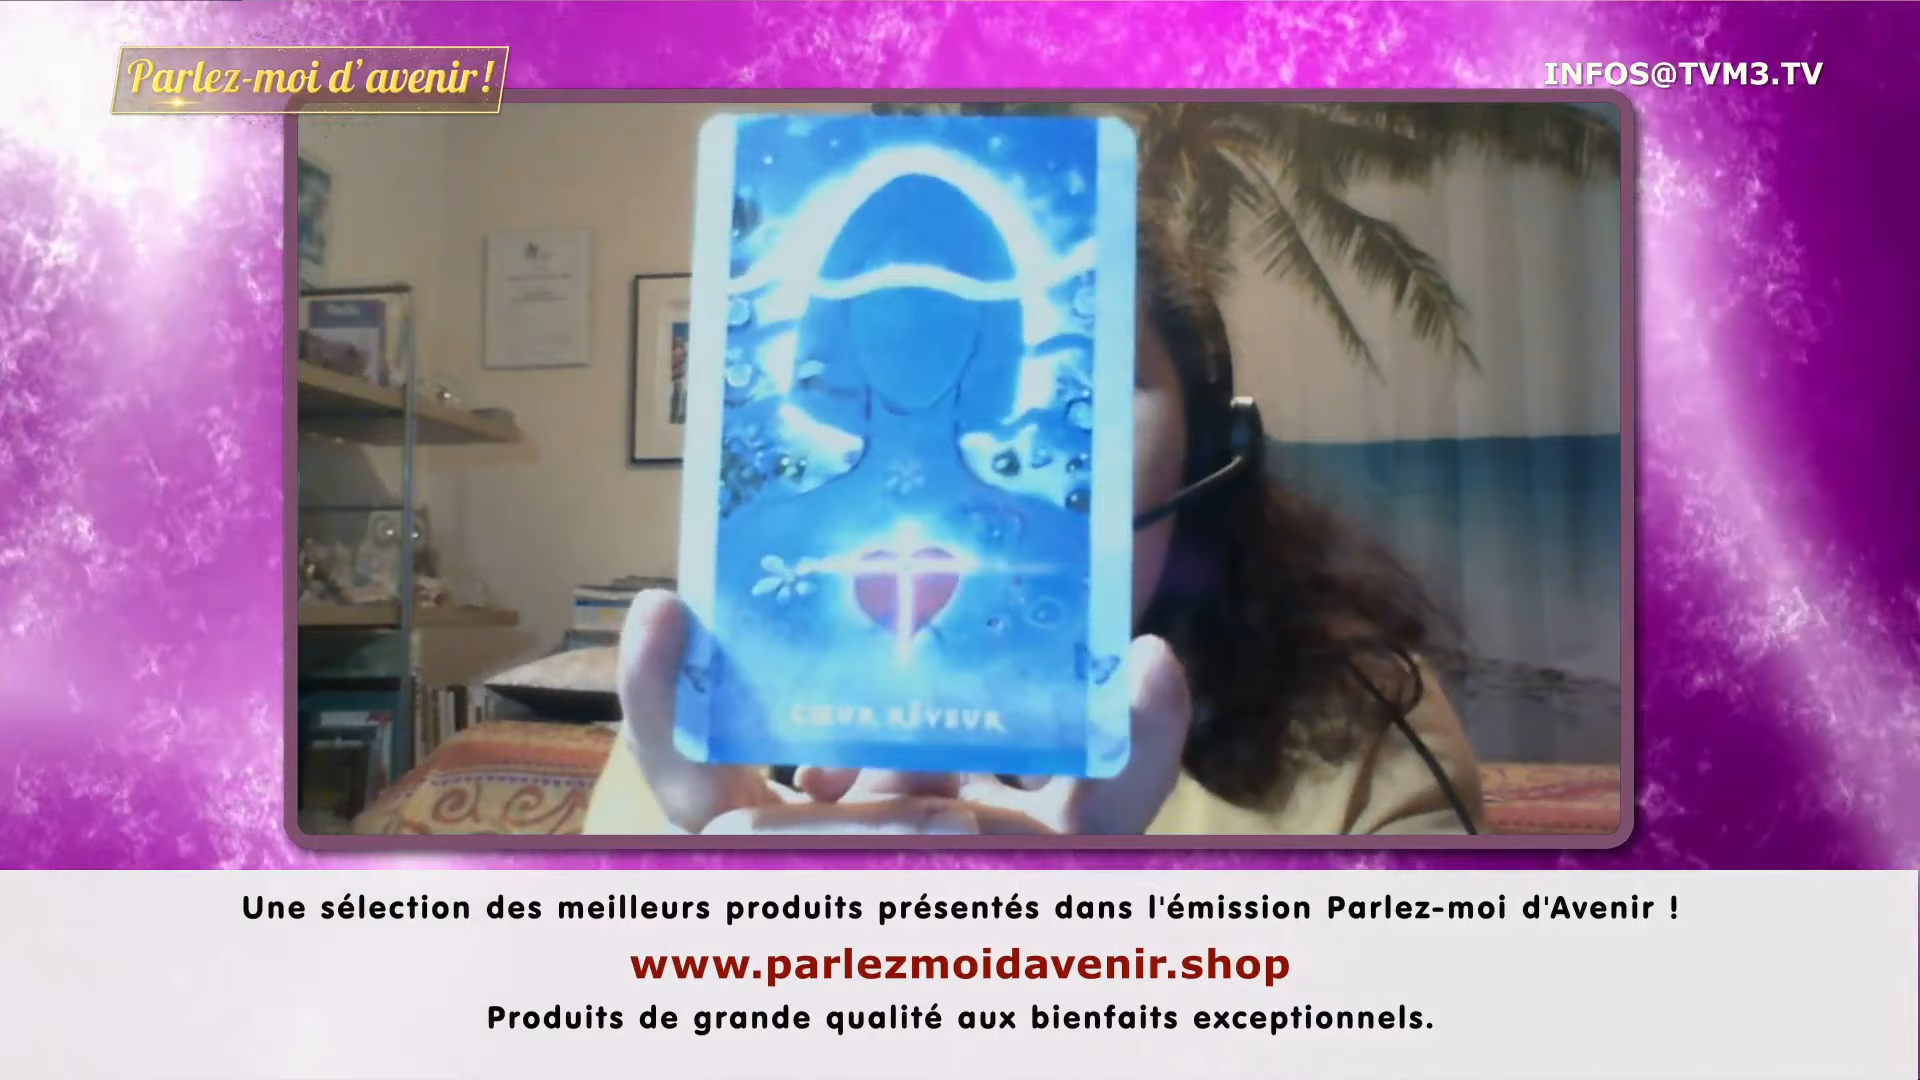 Parlez-moi d'avenir!
INFOS@TVM3.TV
CŒUR RÊVEUR
Une sélection des meilleurs produits présentés dans l'émission Parlez-moi d'Avenir !
www.parlezmoidavenir.shop
Produits de grande qualité aux bienfaits exceptionnels.